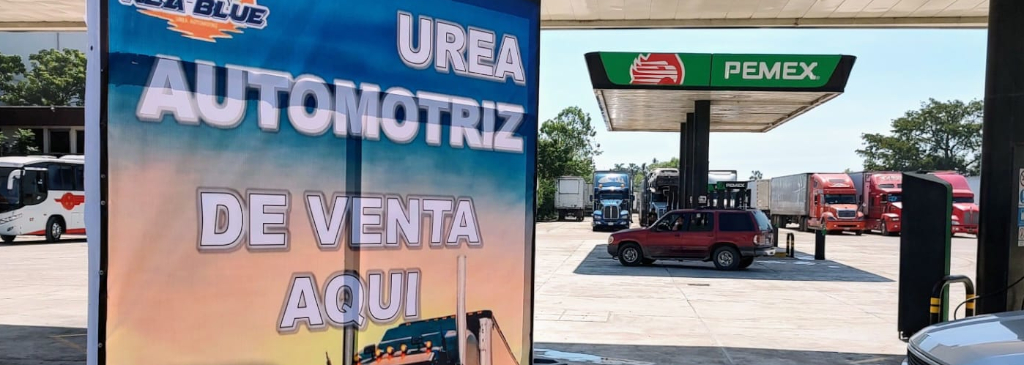 UREA
AUTOMOTRIZ
DE VENTA
AQUI
PEMEX